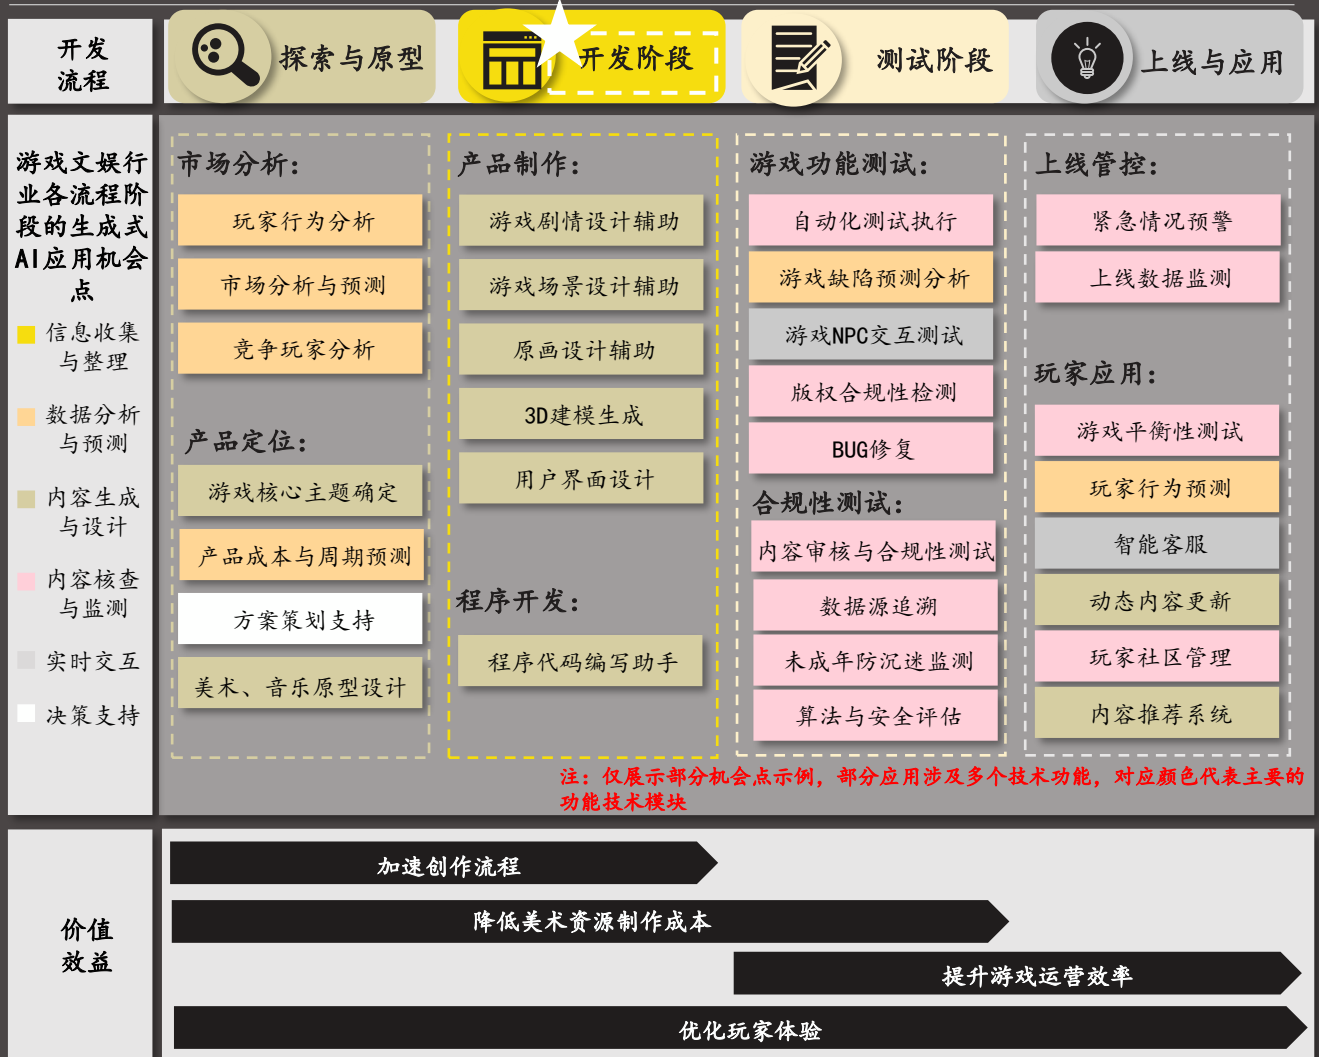 开发
流程
探索与原型
开发阶段
测试阶段
上线与应用
游戏文娱行
业各流程阶
段的生成式
AI应用机会
点
信息收集
与整理
数据分析
与预测
内容生成
与设计
内容核查
与监测
实时交互
决策支持
市场分析：
玩家行为分析
市场分析与预测
竞争玩家分析
产品定位：
游戏核心主题确定
产品成本与周期预测
方案策划支持
美术、音乐原型设计
产品制作：
游戏剧情设计辅助
游戏场景设计辅助
原画设计辅助
3D建模生成
用户界面设计
程序开发：
程序代码编写助手
游戏功能测试：
自动化测试执行
游戏缺陷预测分析
游戏NPC交互测试
版权合规性检测
BUG修复
合规性测试：
内容审核与合规性测试
数据源追溯
未成年防沉迷监测
算法与安全评估
上线管控：
紧急情况预警
上线数据监测
玩家应用：
游戏平衡性测试
玩家行为预测
智能客服
动态内容更新
玩家社区管理
内容推荐系统
注：仅展示部分机会点示例，部分应用涉及多个技术功能，对应颜色代表主要的
功能技术模块
价值
效益
加速创作流程
降低美术资源制作成本
提升游戏运营效率
优化玩家体验